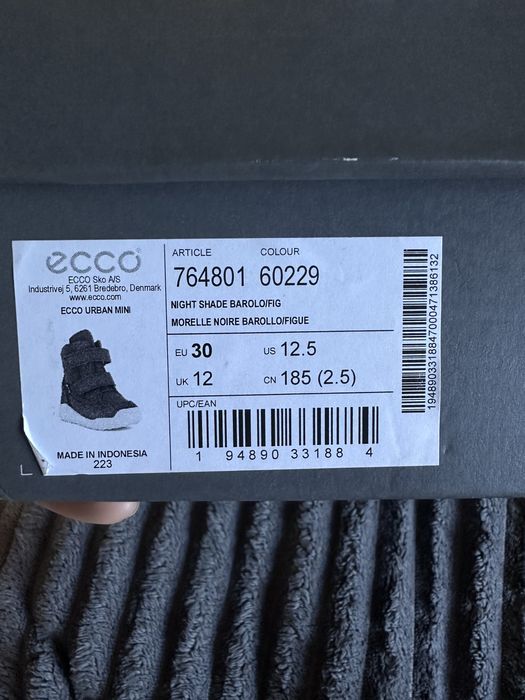 ecco
ECCO Sko A/S
Industrivej 5, 6261 Bredebro, Denmark
www.ecco.com
ECCO URBAN MINI
MADE IN INDONESIA
223
ARTICLE COLOUR
764801 60229
NIGHT SHADE BAROLO/FIG
MORELLE NOIRE BAROLLO/FIGUE
EU 30 US 12.5
UK 12 CN 185 (2.5)
UPC/EAN
1 94890 33188 4
194890331884700047138​6132